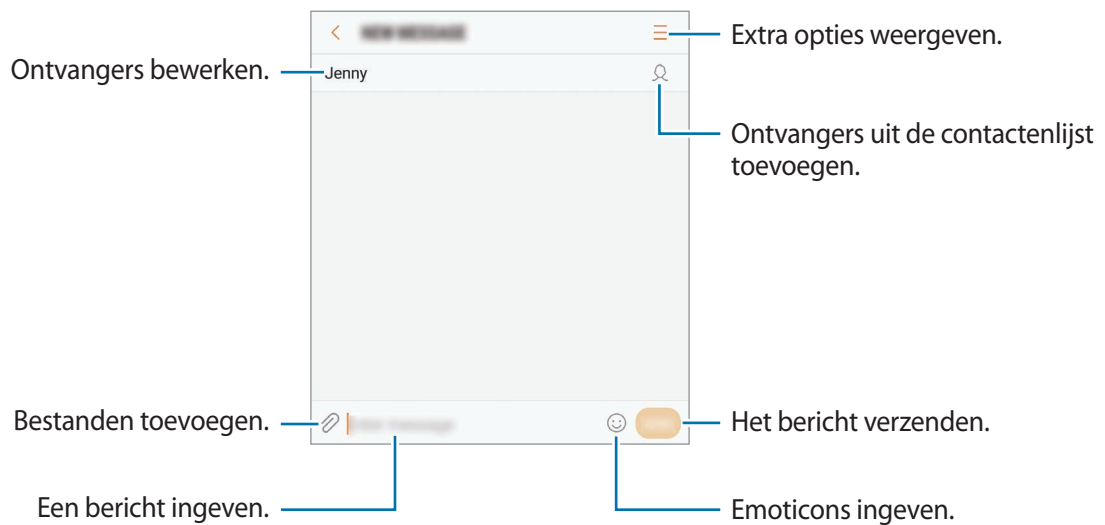 Extra opties weergeven.
Ontvangers bewerken.
Jenny
Ontvangers uit de contactenlijst
toevoegen.
Bestanden toevoegen.
Het bericht verzenden.
Een bericht ingeven.
Emoticons ingeven.